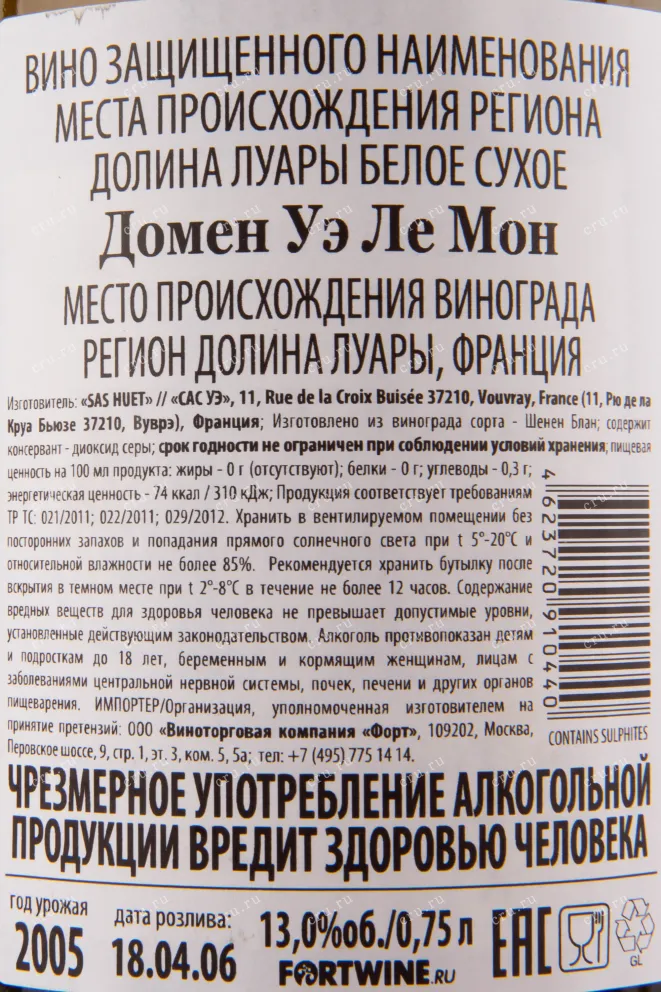 ВИНО ЗАЩИЩЕННОГО НАИМЕНОВАНИЯ
МЕСТА ПРОИСХОЖДЕНИЯ РЕГИОНА
ДОЛИНА ЛУАРЫ БЕЛОЕ СУХОЕ
Домен Уэ Ле Мон
МЕСТО ПРОИСХОЖДЕНИЯ ВИНОГРАДА
РЕГИОН ДОЛИНА ЛУАРЫ, ФРАНЦИЯ
Изготовитель: «SAS HUET» // «САС УЭ», 11, Rue de la Croix Buisée 37210, Vouvray, France (11, Рю де ла
Круа Бьюзе 37210, Вуврэ), Франция; Изготовлено из винограда сорта - Шенен Блан; содержит
консервант - диоксид серы; срок годности не ограничен при соблюдении условий хранения; пищевая
ценность на 100 мл продукта: жиры - 0 г (отсутствуют); белки - 0 г; углеводы - 0,3 г;
энергетическая ценность - 74 ккал / 310 кДж; Продукция соответствует требованиям
ТР ТС: 021/2011; 022/2011; 029/2012. Хранить в вентилируемом помещении без
посторонних запахов и попадания прямого солнечного света при t 5°-20°C и
относительной влажности не более 85%. Рекомендуется хранить бутылку после
вскрытия в темном месте при t 2°-8°C в течение не более 12 часов. Содержание
вредных веществ для здоровья человека не превышает допустимые уровни,
установленные действующим законодательством. Алкоголь противопоказан детям
и подросткам до 18 лет, беременным и кормящим женщинам, лицам с
заболеваниями центральной нервной системы, почек, печени и других органов
пищеварения. ИМПОРТЕР/Организация, уполномоченная изготовителем на
принятие претензий: ООО «Виноторговая компания «Форт», 109202, Москва,
Перовское шоссе, 9, стр. 1, эт. 3, ком. 5, 5а; тел: +7 (495) 775 14 14.
4 623720 910440
CONTAINS SULPHITES
ЧРЕЗМЕРНОЕ УПОТРЕБЛЕНИЕ АЛКОГОЛЬНОЙ
ПРОДУКЦИИ ВРЕДИТ ЗДОРОВЬЮ ЧЕЛОВЕКА
год урожая
2005
дата розлива:
18.04.06
13,0%об./0,75 л
FORTWINE.RU
EAC
GL
cru.ru